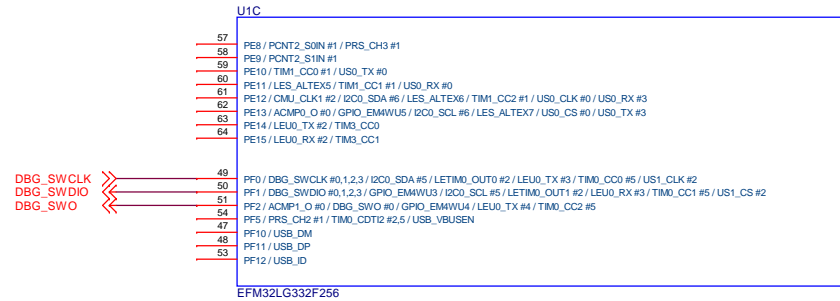 U1C
57 PE8 / PCNT2_S0IN #1 / PRS_CH3 #1
58 PE9 / PCNT2_S1IN #1
59 PE10 / TIM1_CC0 #1 / US0_TX #0
60 PE11 / LES_ALTEX5 / TIM1_CC1 #1 / US0_RX #0
61 PE12 / CMU_CLK1 #2 / I2C0_SDA #6 / LES_ALTEX6 / TIM1_CC2 #1 / US0_CLK #0 / US0_RX #3
62 PE13 / ACMP0_O #0 / GPIO_EM4WU5 / I2C0_SCL #6 / LES_ALTEX7 / US0_CS #0 / US0_TX #3
63 PE14 / LEU0_TX #2 / TIM3_CC0
64 PE15 / LEU0_RX #2 / TIM3_CC1
DBG_SWCLK 49 PF0 / DBG_SWCLK #0,1,2,3 / I2C0_SDA #5 / LETIM0_OUT0 #2 / LEU0_TX #3 / TIM0_CC0 #5 / US1_CLK #2
DBG_SWDIO 50 PF1 / DBG_SWDIO #0,1,2,3 / GPIO_EM4WU3 / I2C0_SCL #5 / LETIM0_OUT1 #2 / LEU0_RX #3 / TIM0_CC1 #5 / US1_CS #2
DBG_SWO 51 PF2 / ACMP1_O #0 / DBG_SWO #0 / GPIO_EM4WU4 / LEU0_TX #4 / TIM0_CC2 #5
54 PF5 / PRS_CH2 #1 / TIM0_CDTI2 #2,5 / USB_VBUSEN
47 PF10 / USB_DM
48 PF11 / USB_DP
53 PF12 / USB_ID
EFM32LG332F256